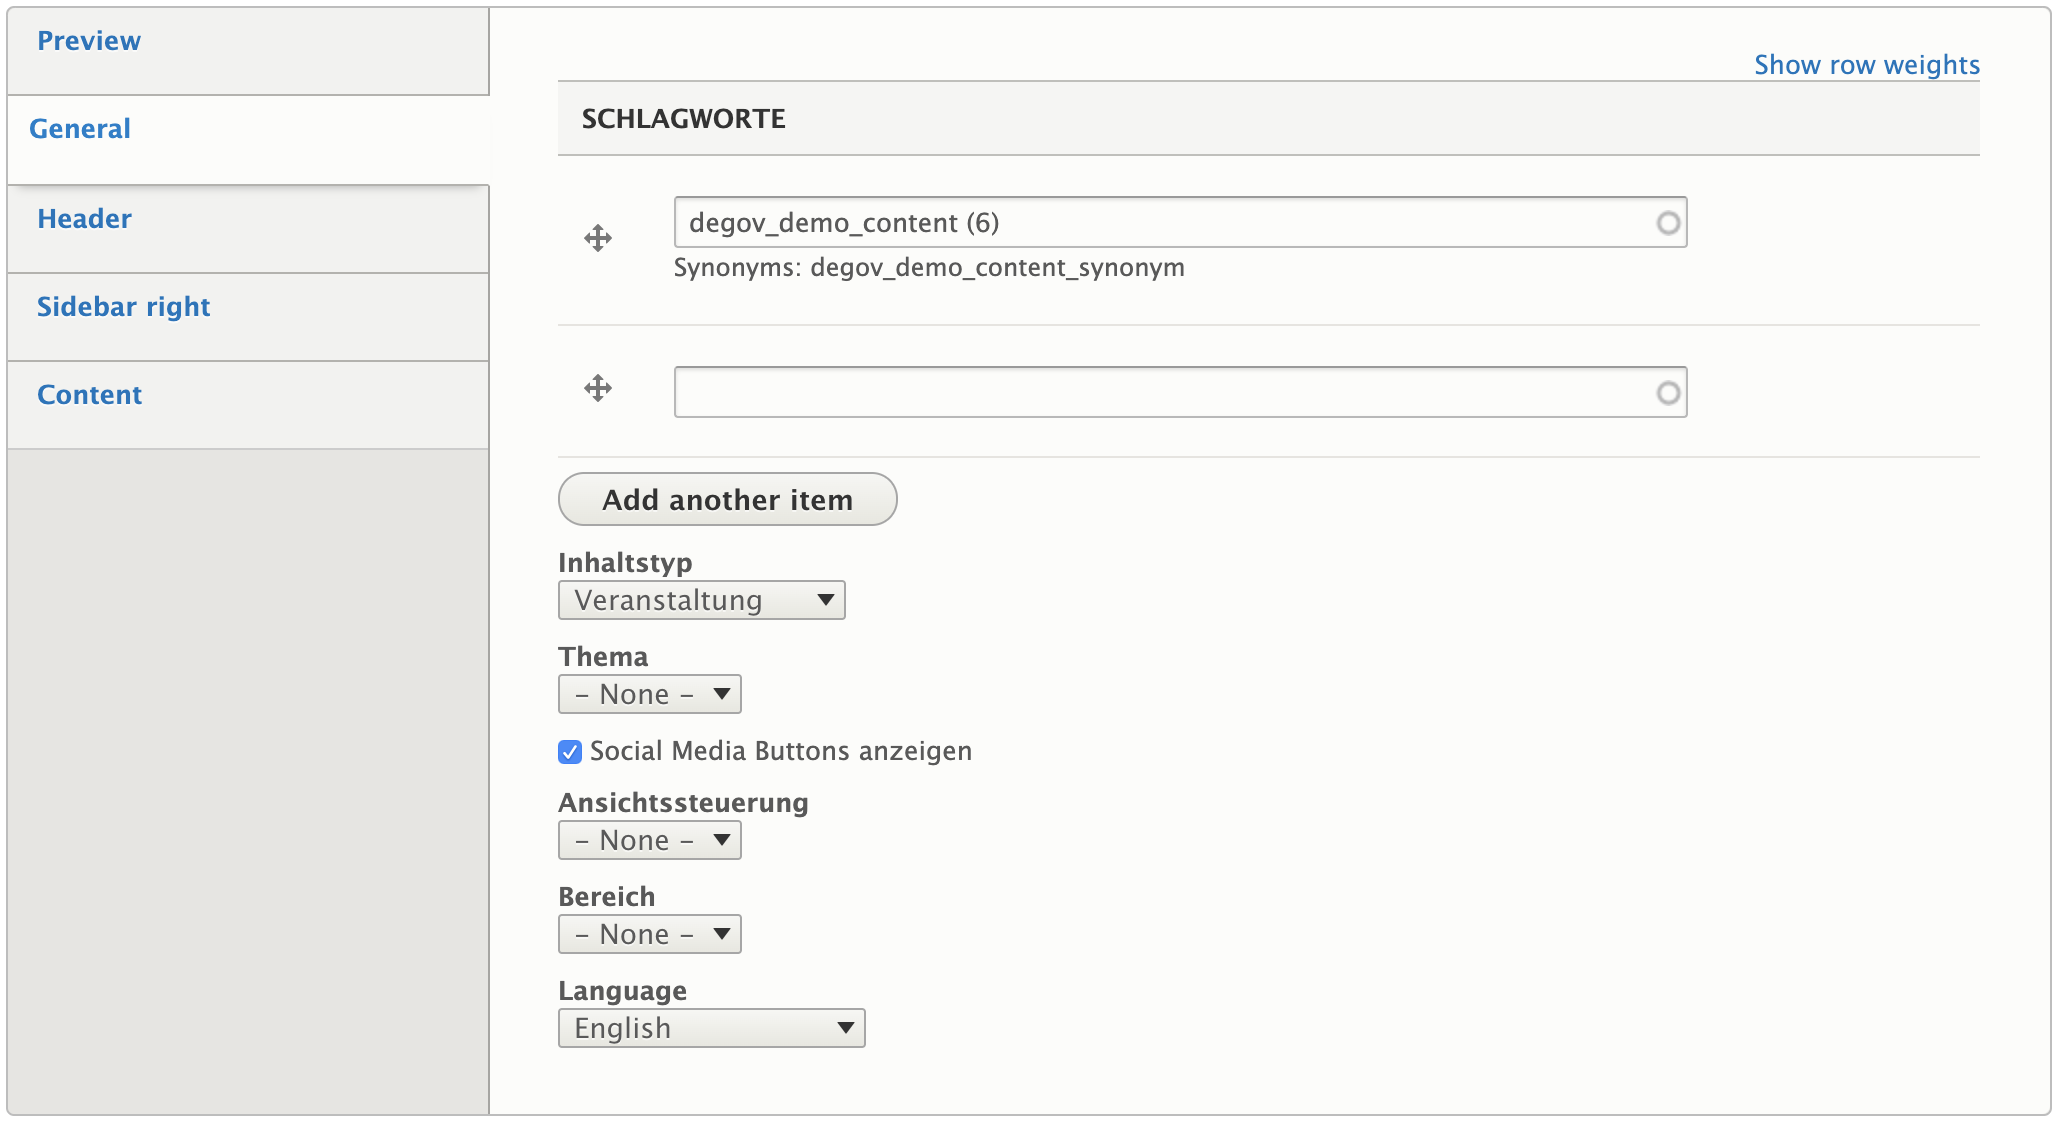 Preview
General
Header
Sidebar right
Content
Show row weights
SCHLAGWORTE
degov_demo_content (6)
Synonyms: degov_demo_content_synonym
Add another item
Inhaltstyp
Veranstaltung
Thema
– None –
Social Media Buttons anzeigen
Ansichtssteuerung
– None –
Bereich
– None –
Language
English